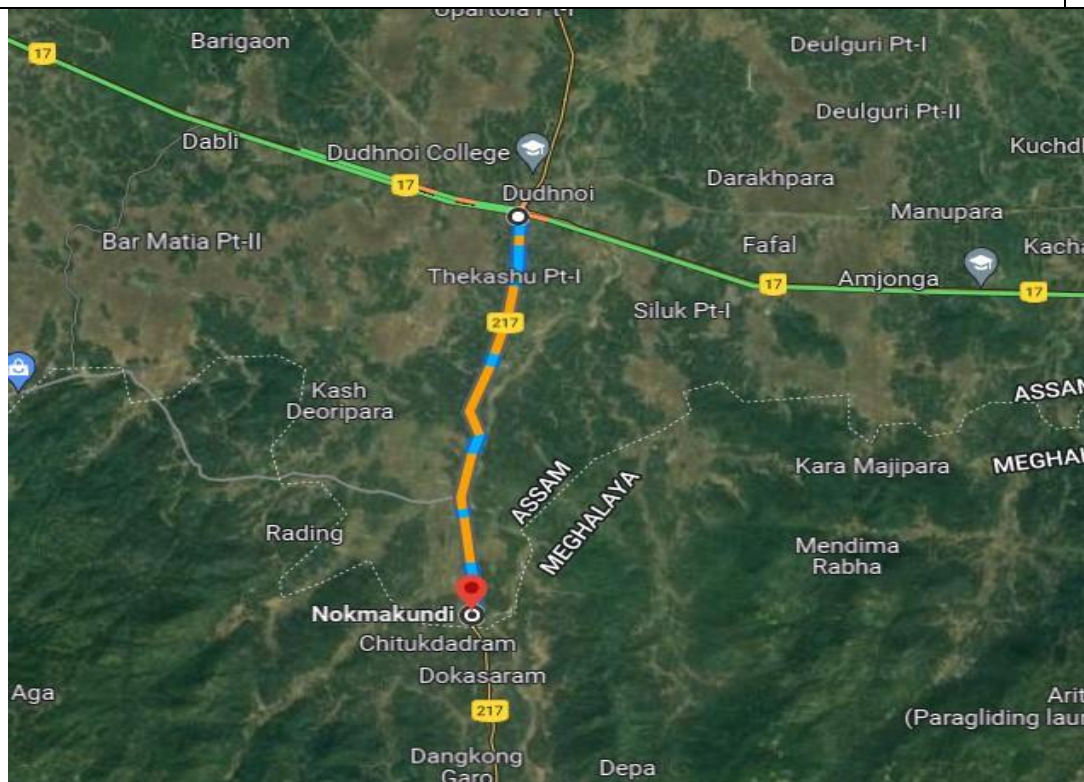 Barigaon
Deulguri Pt-I
17
Deulguri Pt-II
Dabli
Dudhnoi College
17
Dudhnoi
Darakhpara
Manupara
Bar Matia Pt-II
Fafal
Thekashu Pt-I
17
Amjonga
17
Siluk Pt-I
217
Kash
Deoripara
ASSAM
MEGHALAYA
Kara Majipara
Rading
Mendima
Rabha
Nokmakundi
Chitukdadram
Dokasaram
Aga
217
(Paragliding
Dangkong
Garo
Depa